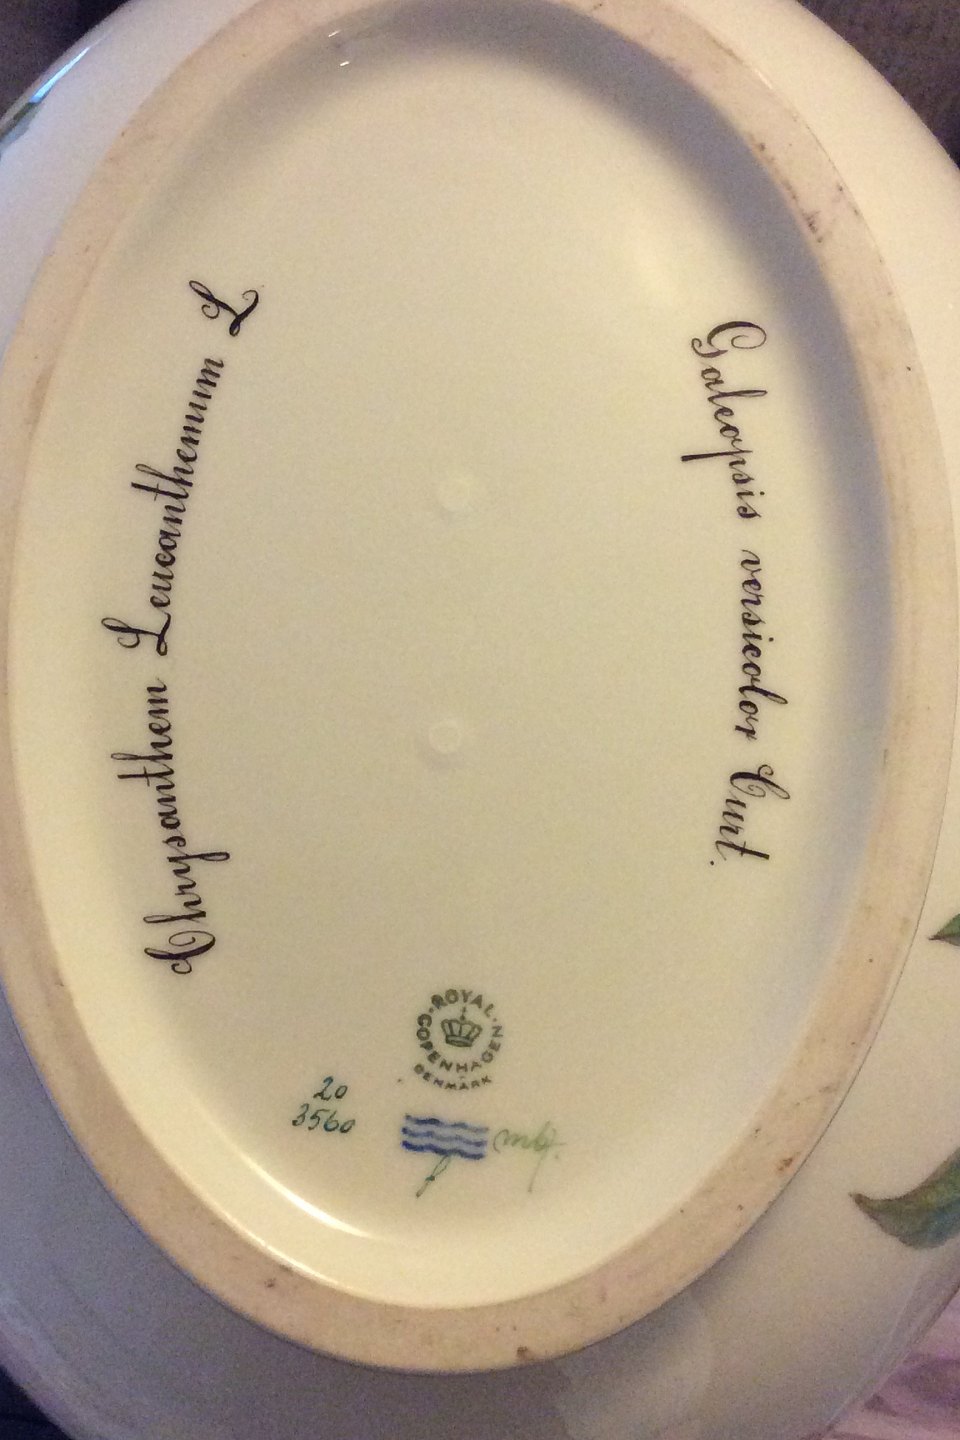 Chrysanthem Leucanthemum L
Galeopsis versicolor Curt.
ROYAL
COPENHAGEN
DENMARK
20
3560